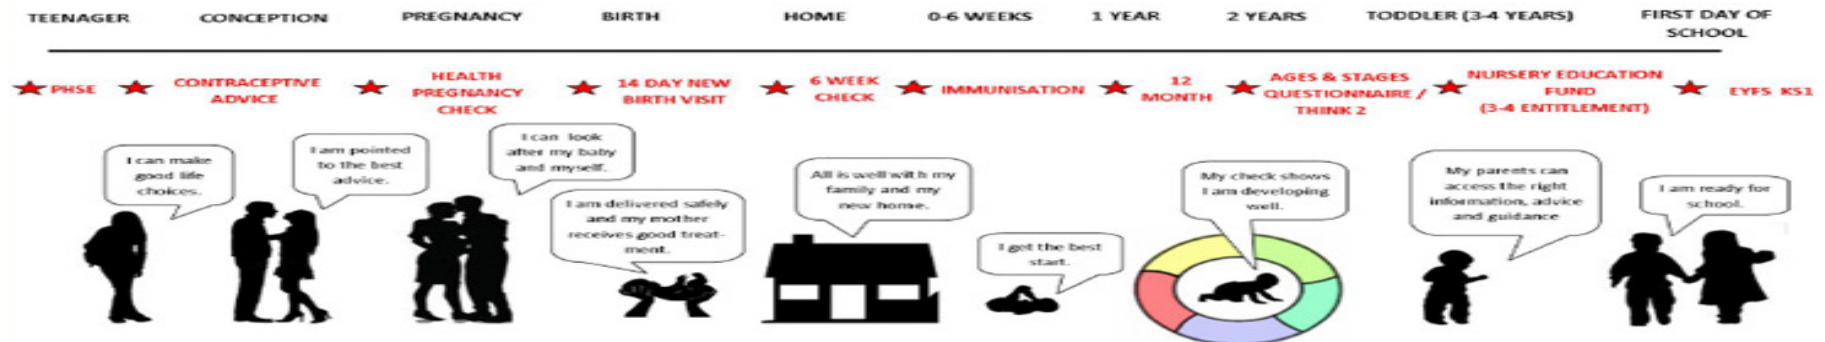 TEENAGER CONCEPTION PREGNANCY BIRTH HOME 0-6 WEEKS 1 YEAR 2 YEARS TODDLER (3-4 YEARS) FIRST DAY OF
SCHOOL
PHSE
CONTRACEPTIVE
ADVICE
HEALTH
PREGNANCY
CHECK
14 DAY NEW
BIRTH VISIT
6 WEEK
CHECK
IMMUNISATION
12
MONTH
AGES & STAGES
QUESTIONNAIRE /
THINK 2
NURSERY EDUCATION
FUND
(3-4 ENTITLEMENT)
EYFS KS1
I can make
good life
choices.
I am pointed
to the best
advice.
I can look
after my baby
and myself.
I am delivered safely
and my mother
receives good treat-
ment.
All is well with my
family and my
new home.
I get the best
start.
My check shows
I am developing
well.
My parents can
access the right
information, advice
and guidance
I am ready for
school.